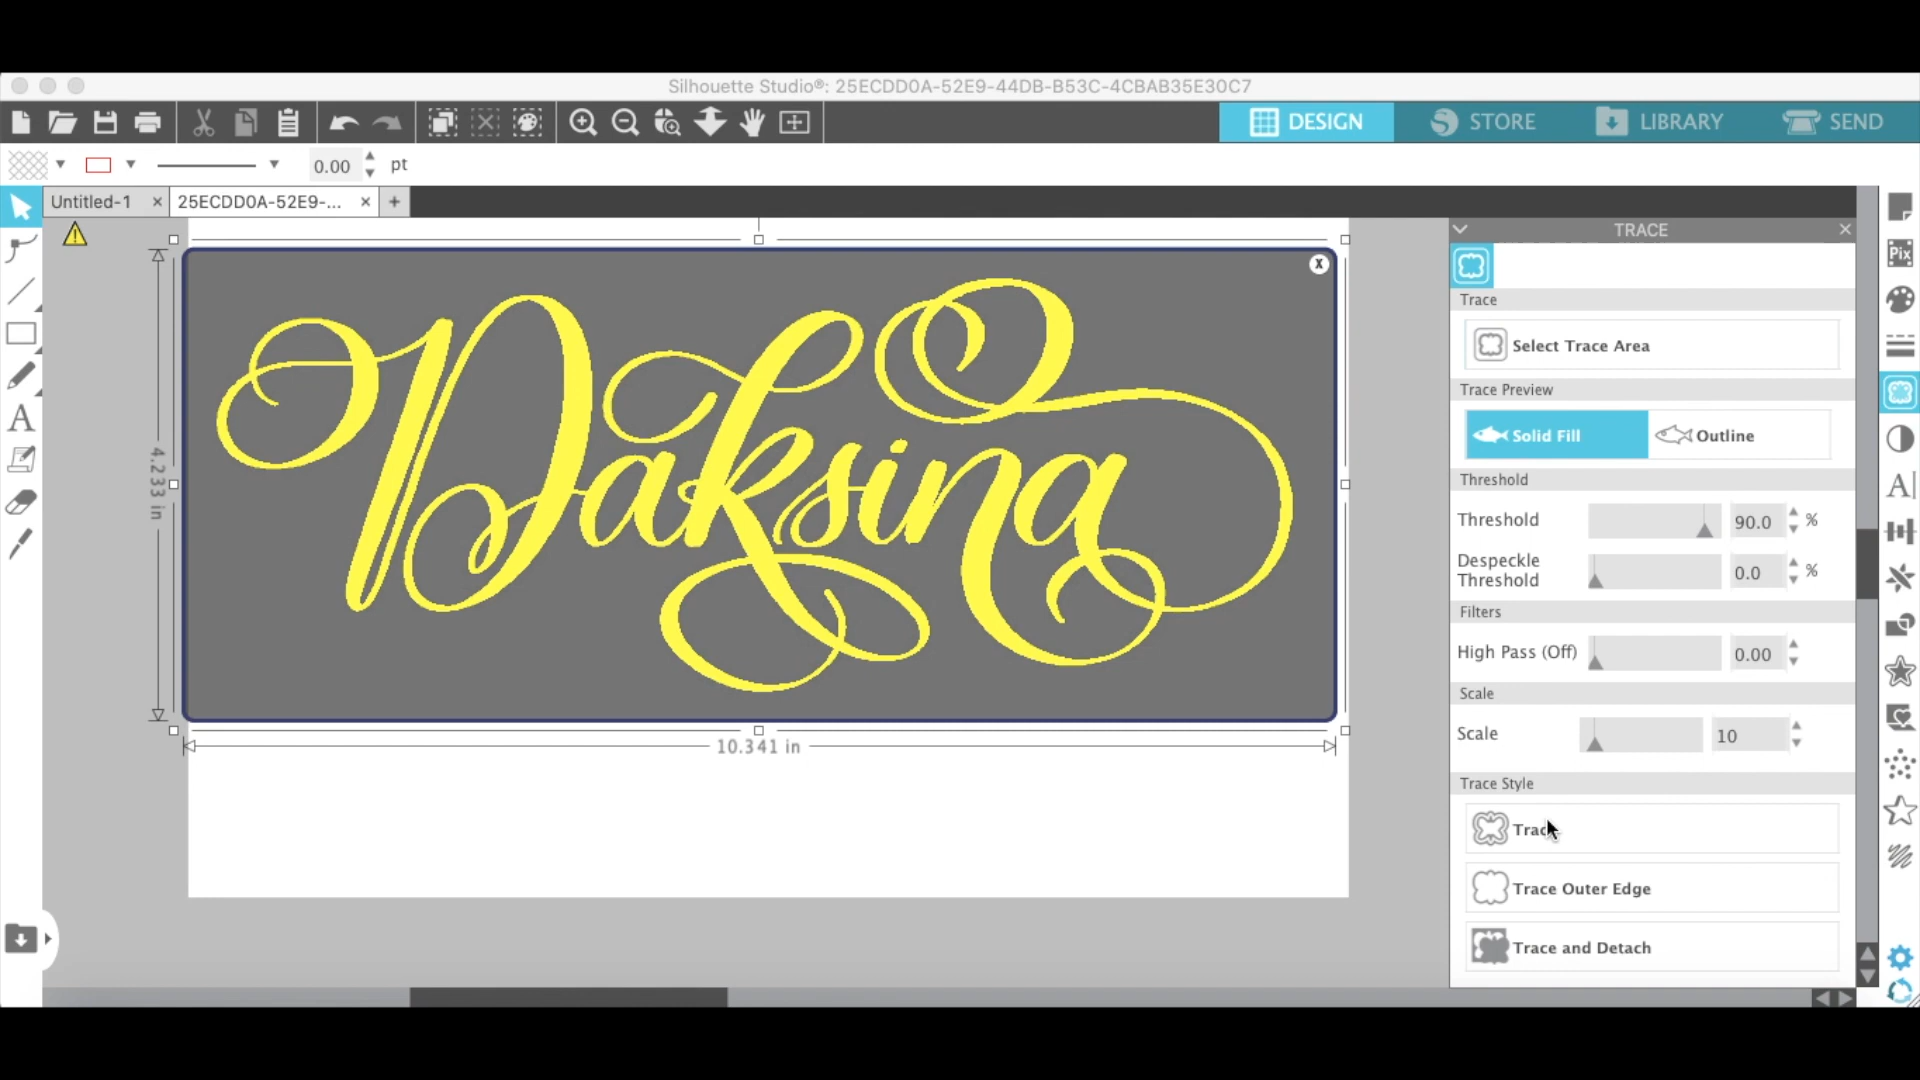 Silhouette Studio®: 25ECDD0A-52E9-44DB-B53C-4CBAB35E30C7
DESIGN
STORE
LIBRARY
SEND
0.00 pt
Untitled-1 ×
25ECDD0A-52E9-... ×
+
TRACE
X
Pix
Trace
Select Trace Area
Trace Preview
Solid Fill
Outline
Threshold
Threshold 90.0 %
Despeckle
Threshold 0.0 %
Filters
High Pass (Off) 0.00
Scale
Scale 10
Trace Style
Trac
Trace Outer Edge
Trace and Detach
Daksina
4.233 in
10.341 in
A
A